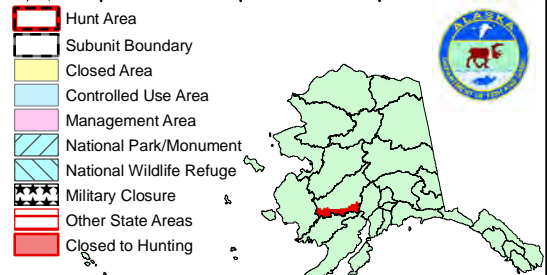 Hunt Area
Subunit Boundary
Closed Area
Controlled Use Area
Management Area
National Park/Monument
National Wildlife Refuge
Military Closure
Other State Areas
Closed to Hunting
ALASKA